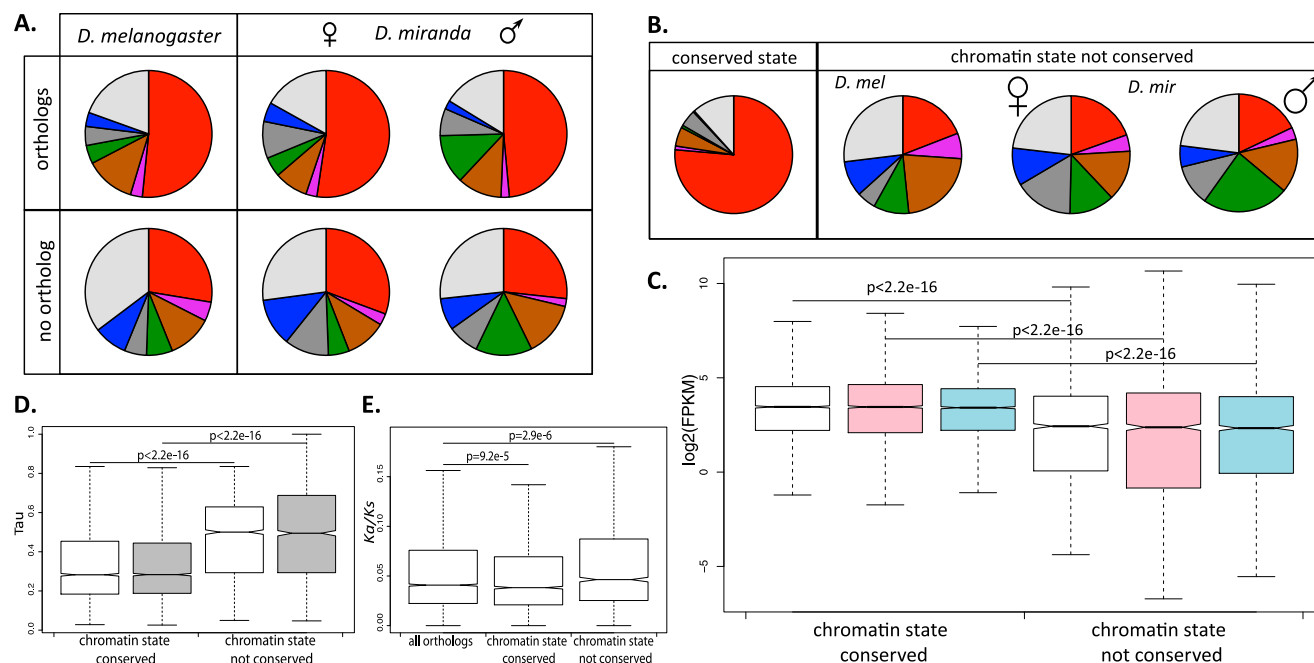 A.
D. melanogaster
♀ D. miranda ♂
orthologs
no ortholog
B.
conserved state
chromatin state not conserved
D. mel
♀ D. mir ♂
C.
p<2.2e-16
p<2.2e-16
p<2.2e-16
log2(FPKM)
10
5
0
−5
chromatin state
conserved
chromatin state
not conserved
D.
p<2.2e-16
p<2.2e-16
Tau
1.0
0.8
0.6
0.4
0.2
0.0
chromatin state
conserved
chromatin state
not conserved
E.
p=2.9e-6
p=9.2e-5
Ka/Ks
0.15
0.10
0.05
0.00
all orthologs
chromatin state
conserved
chromatin state
not conserved